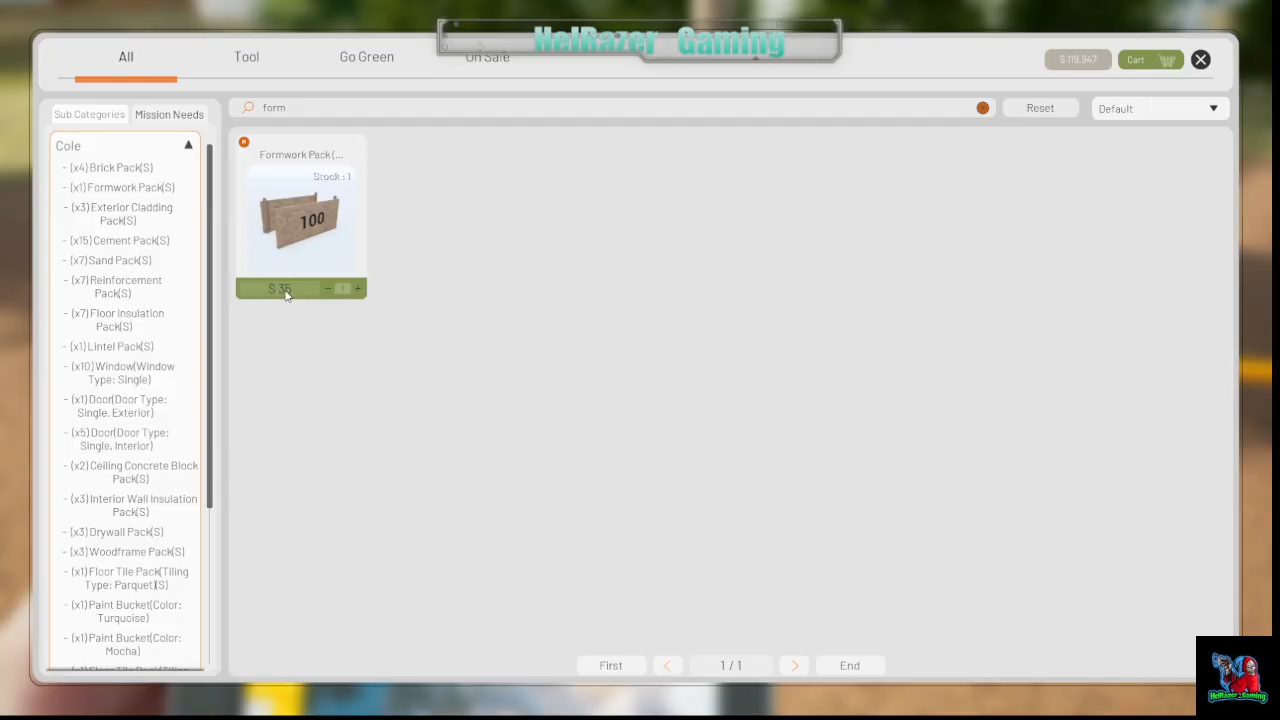 HelRazer Gaming
All
Tool
Go Green
On Sale
$ 119,947
Cart
Sub Categories
Mission Needs
form
Reset
Default
Cole
- (x4) Brick Pack(S)
- (x1) Formwork Pack(S)
- (x3) Exterior Cladding
Pack(S)
- (x15) Cement Pack(S)
- (x7) Sand Pack(S)
- (x7) Reinforcement
Pack(S)
- (x7) Floor Insulation
Pack(S)
- (x1) Lintel Pack(S)
- (x10) Window(Window
Type: Single)
- (x1) Door(Door Type:
Single, Exterior)
- (x5) Door(Door Type:
Single, Interior)
- (x2) Ceiling Concrete Block
Pack(S)
- (x3) Interior Wall Insulation
Pack(S)
- (x3) Drywall Pack(S)
- (x3) Woodframe Pack(S)
- (x1) Floor Tile Pack(Tiling
Type: Parquet)(S)
- (x1) Paint Bucket(Color:
Turquoise)
- (x1) Paint Bucket(Color:
Mocha)
Formwork Pack (...
Stock : 1
100
$ 35
- 1 +
First
<
1 / 1
>
End
HelRazer Gaming